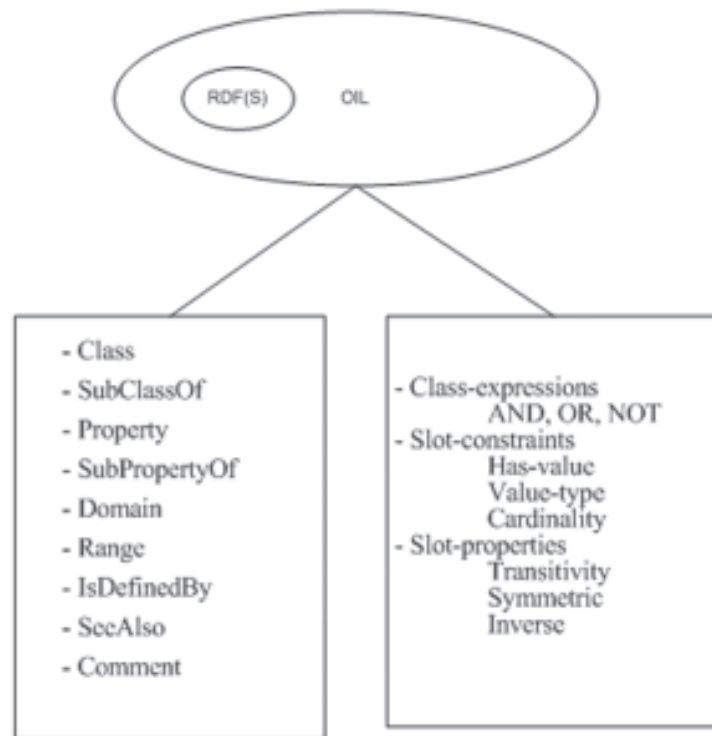 RDF(S) OIL
- Class
- SubClassOf
- Property
- SubPropertyOf
- Domain
- Range
- IsDefinedBy
- SeeAlso
- Comment
- Class-expressions
AND, OR, NOT
- Slot-constraints
Has-value
Value-type
Cardinality
- Slot-properties
Transitivity
Symmetric
Inverse